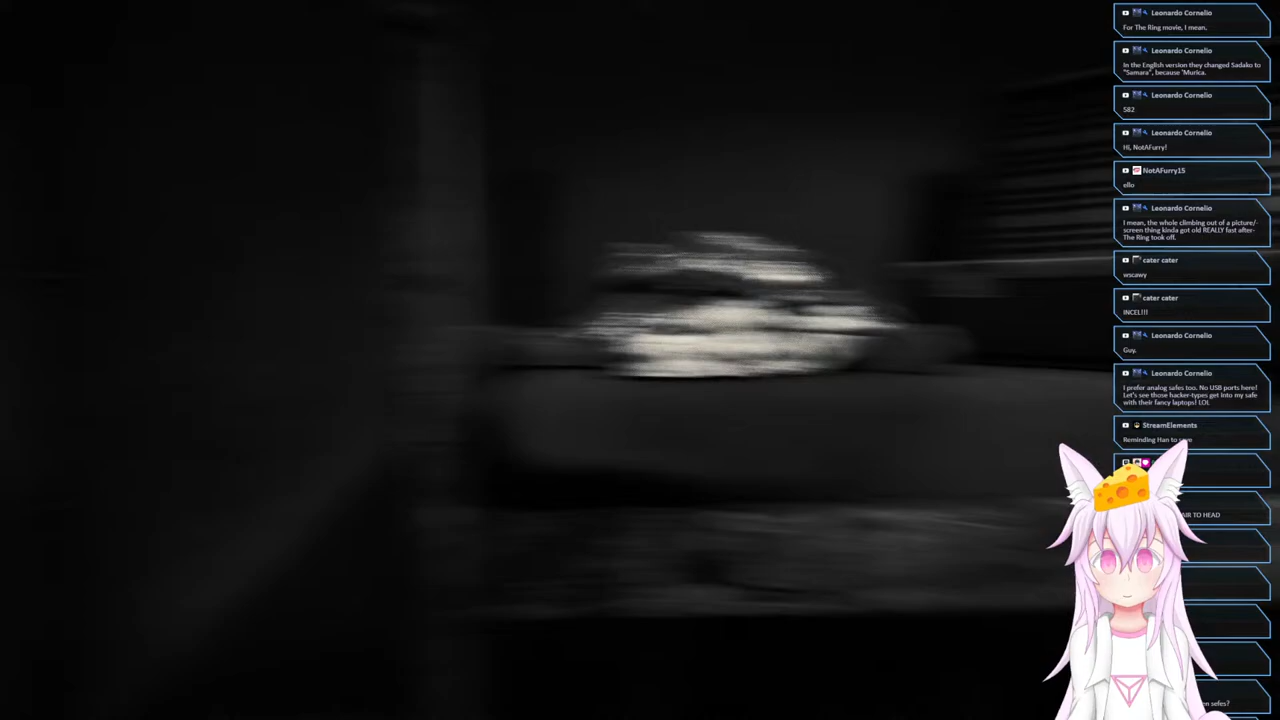 Leonardo Cornelio
For The Ring movie, I mean.
Leonardo Cornelio
In the English version they changed Sadako to
"Samara", because 'Murica.
Leonardo Cornelio
582
Leonardo Cornelio
Hi, NotAFurry!
NotAFurry15
ello
Leonardo Cornelio
I mean, the whole climbing out of a picture/-
screen thing kinda got old REALLY fast after-
The Ring took off.
cater cater
wscawy
cater cater
INCEL!!!
Leonardo Cornelio
Guy.
Leonardo Cornelio
I prefer analog safes too. No USB ports here!
Let's see those hacker-types get into my safe
with their fancy laptops! LOL
StreamElements
Reminding Han to
TO HEAD
safes?